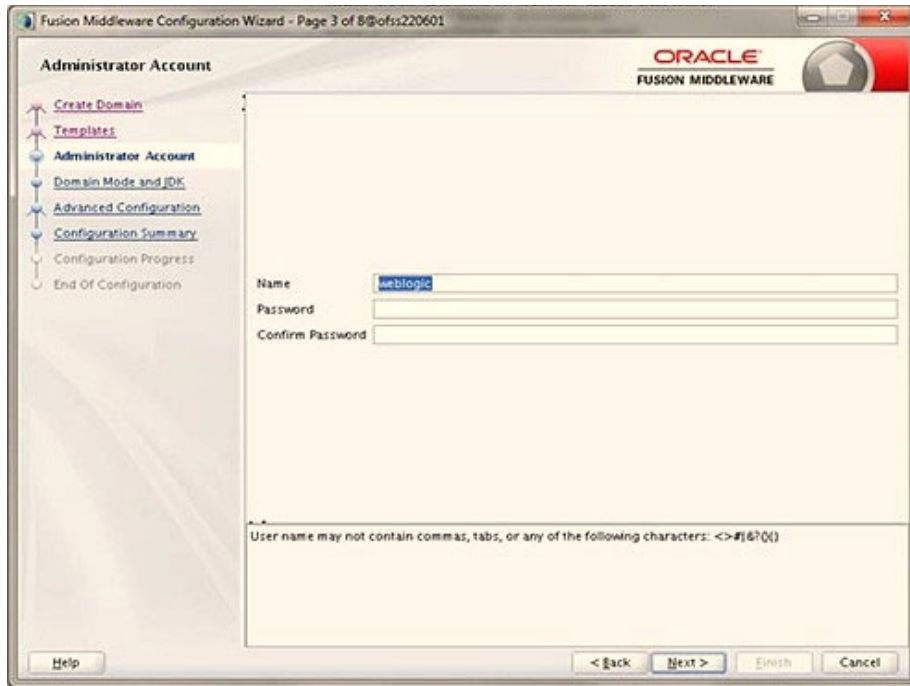 Fusion Middleware Configuration Wizard - Page 3 of 8@ofss220601
Administrator Account
ORACLE
FUSION MIDDLEWARE
Create Domain
Templates
Administrator Account
Domain Mode and JDK
Advanced Configuration
Configuration Summary
Configuration Progress
End Of Configuration
Name
weblogic
Password
Confirm Password
User name may not contain commas, tabs, or any of the following characters: <>#|&?(){}
Help
< Back
Next >
Finish
Cancel